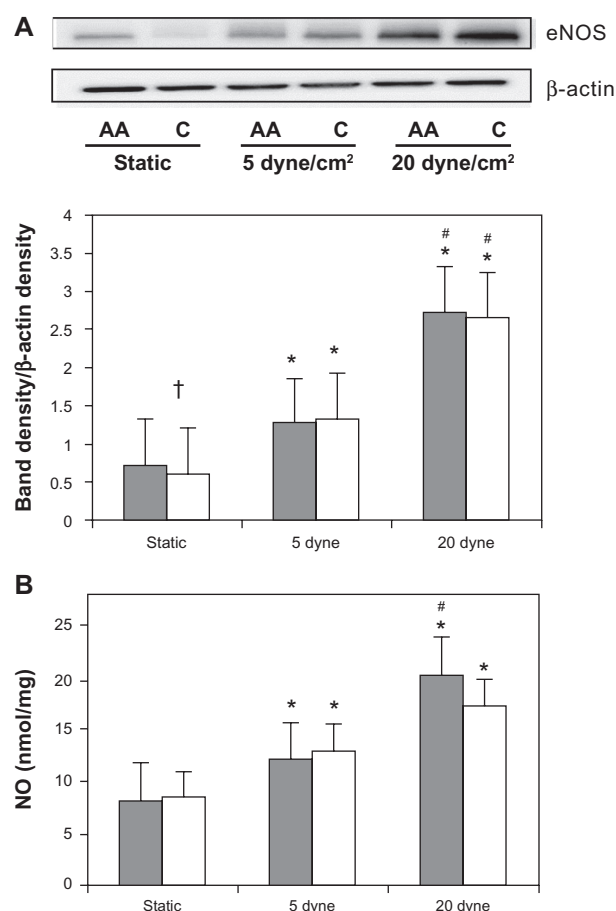 A
eNOS
β-actin
AA C AA C AA C
Static 5 dyne/cm² 20 dyne/cm²
Band density/β-actin density
4
3.5
3
2.5
2
1.5
1
0.5
0
†
* *
# #
* *
Static 5 dyne 20 dyne
B
NO (nmol/mg)
25
20
15
10
5
0
* *
#
* *
Static 5 dyne 20 dyne